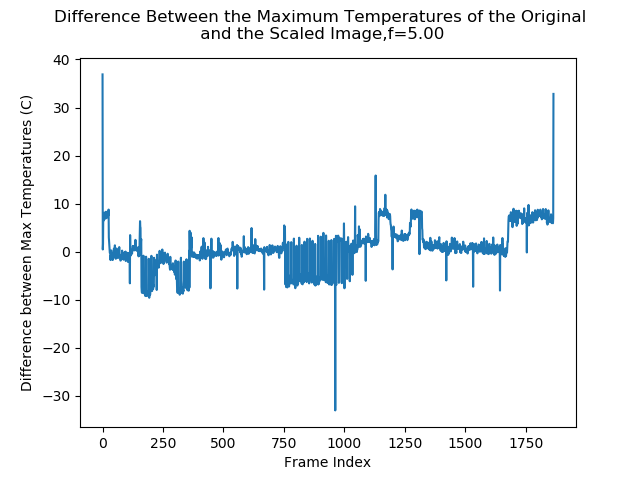 Difference Between the Maximum Temperatures of the Original
and the Scaled Image,f=5.00
Difference between Max Temperatures (C)
40
30
20
10
0
−10
−20
−30
0 250 500 750 1000 1250 1500 1750
Frame Index